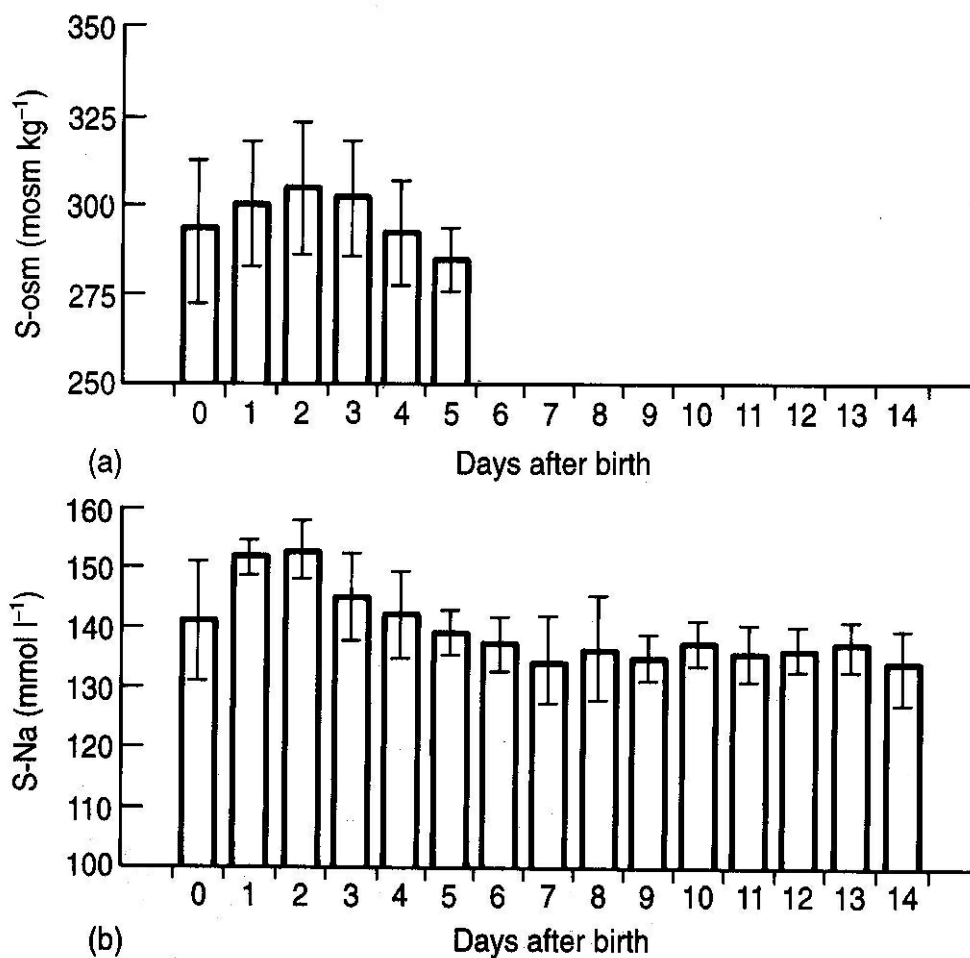 350
325
300
275
250
S-osm (mosm kg⁻¹)
0 1 2 3 4 5 6 7 8 9 10 11 12 13 14
(a) Days after birth
160
150
140
130
120
110
100
S-Na (mmol l⁻¹)
0 1 2 3 4 5 6 7 8 9 10 11 12 13 14
(b) Days after birth